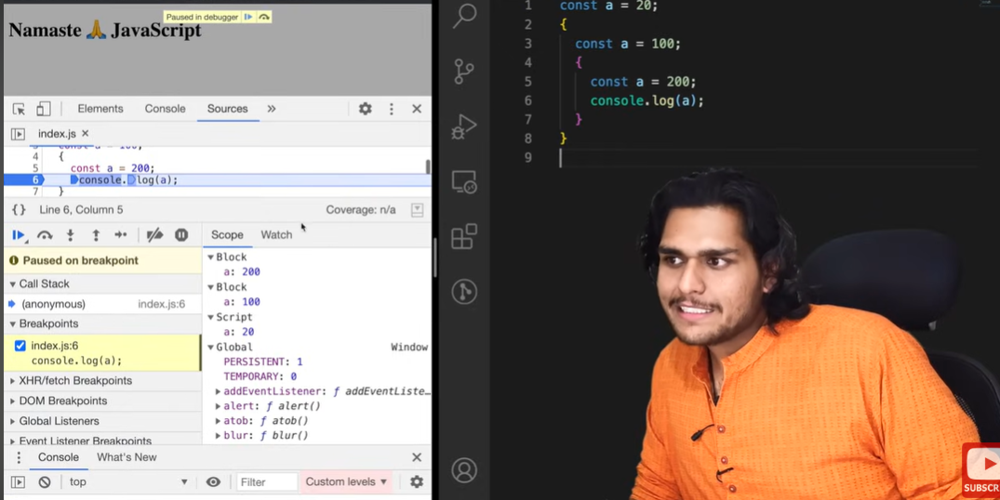 Paused in debugger
Namaste 🙏 JavaScript
Elements Console Sources »
index.js ×
4 {
5 const a = 200;
6 console.log(a);
7 }
{} Line 6, Column 5 Coverage: n/a
Scope Watch
Paused on breakpoint
Call Stack
(anonymous) index.js:6
Breakpoints
index.js:6
console.log(a);
XHR/fetch Breakpoints
DOM Breakpoints
Global Listeners
Event Listener Breakpoints
Block
a: 200
Block
a: 100
Script
a: 20
Global Window
PERSISTENT: 1
TEMPORARY: 0
addEventListener: ƒ addEventListe…
alert: ƒ alert()
atob: ƒ atob()
blur: ƒ blur()
Console What's New
top Filter Custom levels
1 const a = 20;
2 {
3 const a = 100;
4 {
5 const a = 200;
6 console.log(a);
7 }
8 }
9